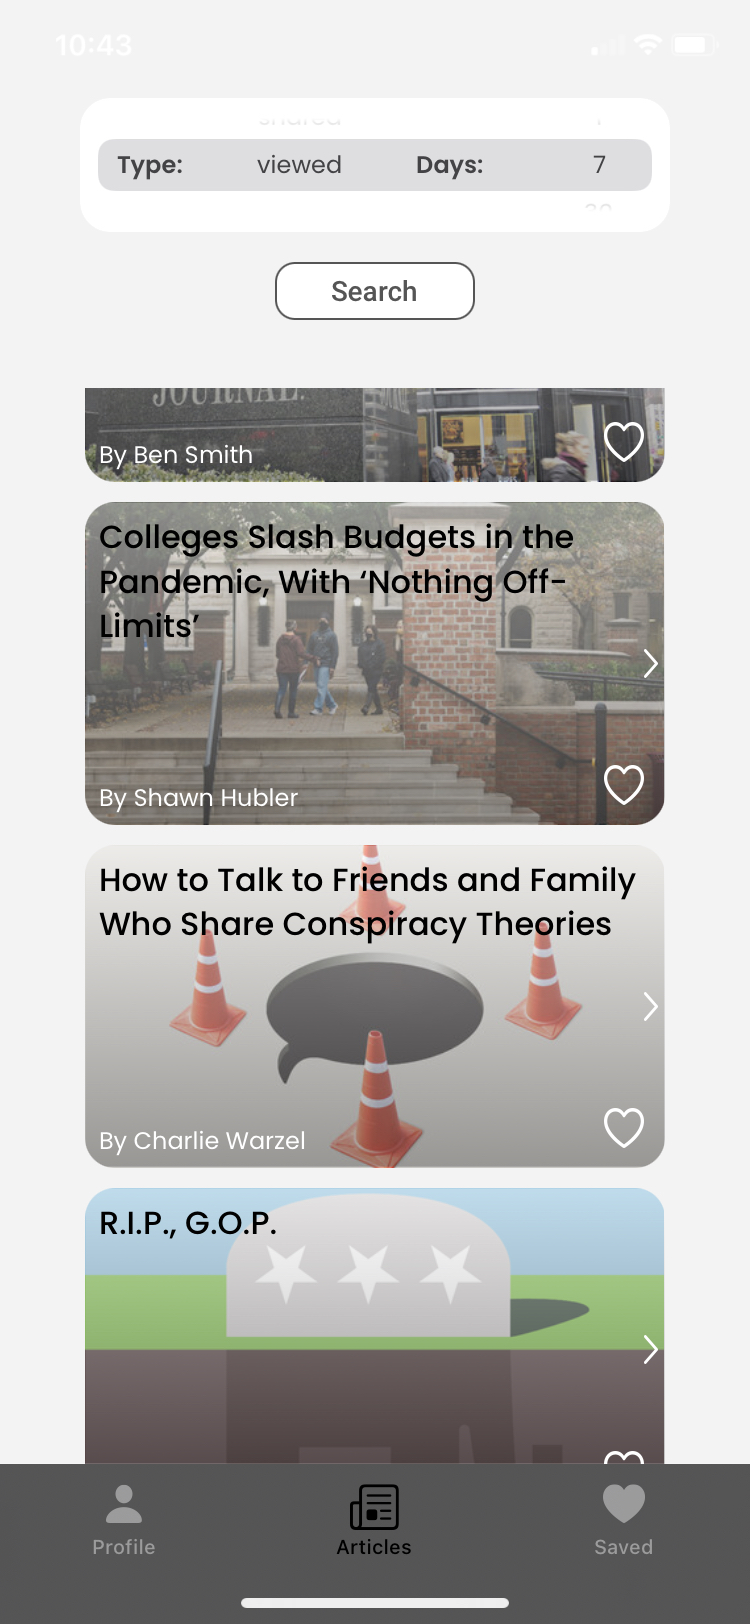 10:43
shared
Type: viewed Days: 7
30
Search
JOURNAL.
By Ben Smith
Colleges Slash Budgets in the
Pandemic, With ‘Nothing Off-
Limits’
By Shawn Hubler
How to Talk to Friends and Family
Who Share Conspiracy Theories
By Charlie Warzel
R.I.P., G.O.P.
Profile Articles Saved